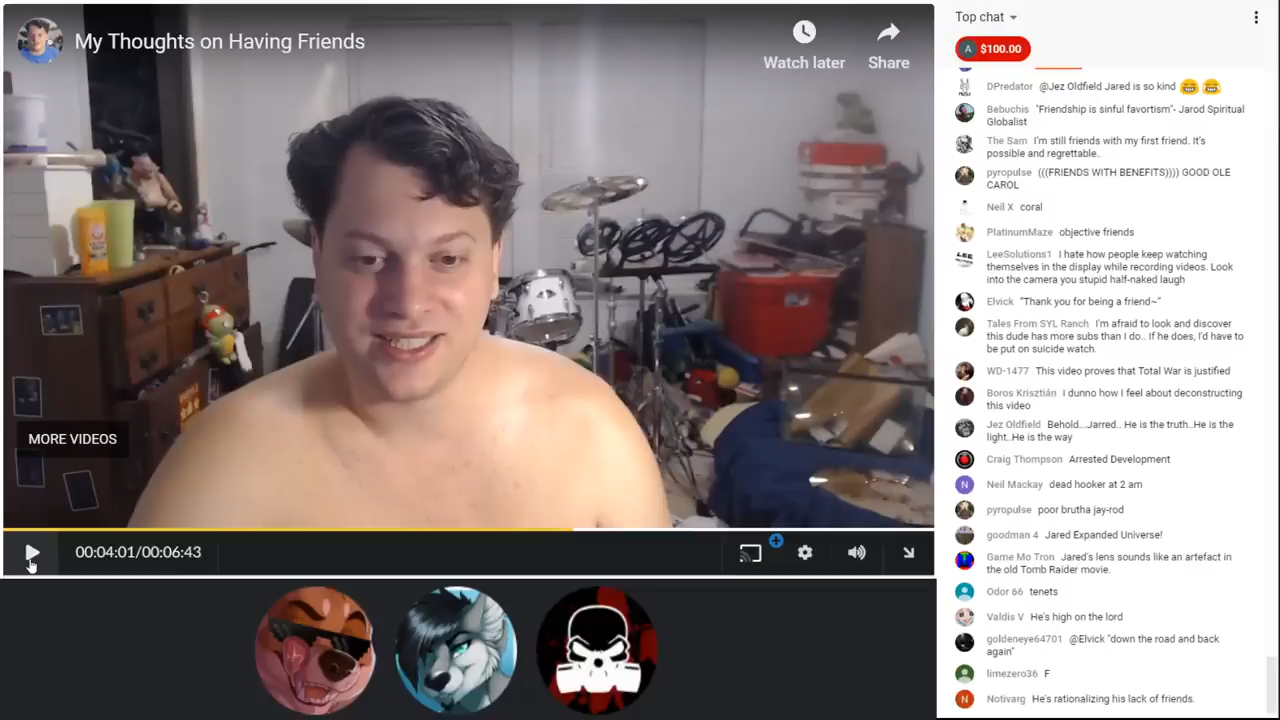 My Thoughts on Having Friends
Watch later
Share
MORE VIDEOS
00:04:01/00:06:43
Top chat
A $100.00
DPredator @Jez Oldfield Jared is so kind
Bebuchis "Friendship is sinful favortism"- Jarod Spiritual
Globalist
The Sam I'm still friends with my first friend. It's
possible and regrettable..
pyropulse (((FRIENDS WITH BENEFITS)))) GOOD OLE
CAROL
Neil X coral
PlatinumMaze objective friends
LeeSolutions1 I hate how people keep watching
themselves in the display while recording videos. Look
into the camera you stupid half-naked laugh
Elvick "Thank you for being a friend~"
Tales From SYL Ranch I'm afraid to look and discover
this dude has more subs than I do.. If he does, I'd have to
be put on suicide watch.
WD-1477 This video proves that Total War is justified
Boros Krisztián I dunno how I feel about deconstructing
this video
Jez Oldfield Behold...Jarred.. He is the truth..He is the
light..He is the way
Craig Thompson Arrested Development
N Neil Mackay dead hooker at 2 am
pyropulse poor brutha jay-rod
goodman 4 Jared Expanded Universe!
Game Mo Tron Jared's lens sounds like an artefact in
the old Tomb Raider movie.
Odor 66 tenets
Valdis V He's high on the lord
goldeneye64701 @Elvick "down the road and back
again"
limezero36 F
N Notivarg He's rationalizing his lack of friends.